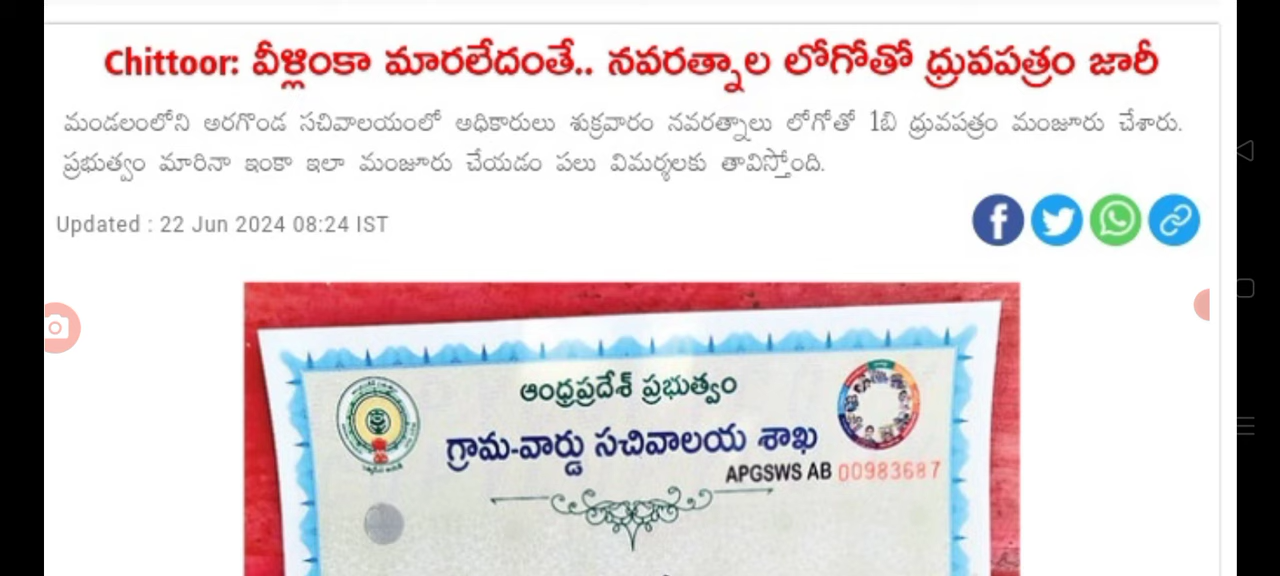 Chittoor: వీళ్లింకా మారలేదంతే.. నవరత్నాల లోగోతో ధ్రువపత్రం జారీ
మండలంలోని అరగొండ సచివాలయంలో అధికారులు శుక్రవారం నవరత్నాలు లోగోతో 1బి ధ్రువపత్రం మంజూరు చేశారు.
ప్రభుత్వం మారినా ఇంకా ఇలా మంజూరు చేయడం పలు విమర్శలకు తావిస్తోంది.
Updated : 22 Jun 2024 08:24 IST
ఆంధ్రప్రదేశ్ ప్రభుత్వం
గ్రామ-వార్డు సచివాలయ శాఖ
APGSWS AB 00983687